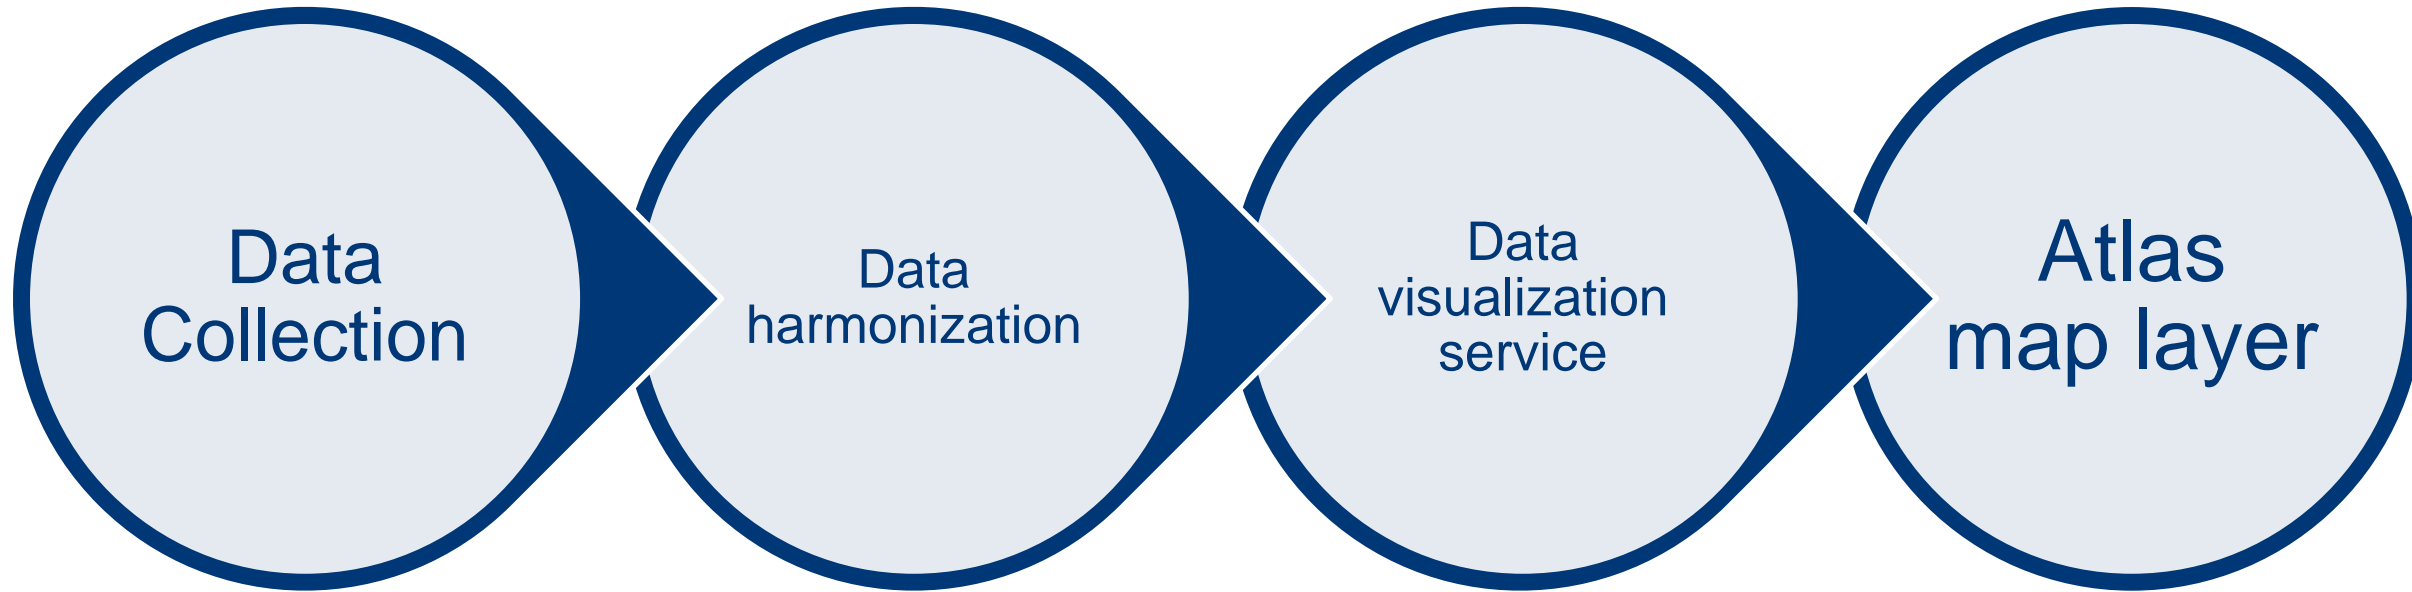 Data
Collection
Data
harmonization
Data
visualization
service
Atlas
map layer